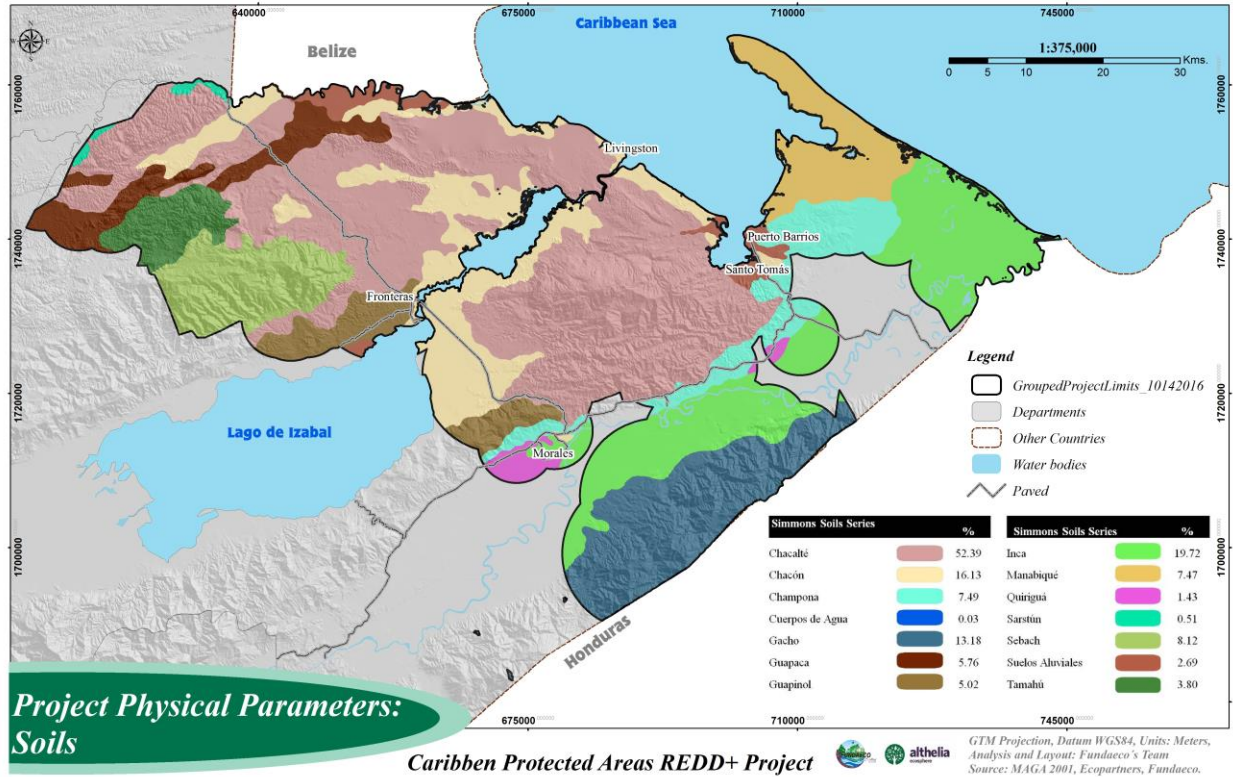 640000 675000 710000 745000
Caribbean Sea
Belize
1:375,000
Kms.
0 5 10 20 30
1760000 1760000
Livingston
1740000 1740000
Puerto Barrios
Santo Tomás
Fronteras
Legend
GroupedProjectLimits_10142016
Departments
Other Countries
Water bodies
Paved
1720000 1720000
Lago de Izabal
Morales
1700000 1700000
Honduras
Simmons Soils Series %
Chacalté 52.39
Chacón 16.13
Champona 7.49
Cuerpos de Agua 0.03
Gacho 13.18
Guapaca 5.76
Guapinol 5.02
Simmons Soils Series %
Inca 19.72
Manabiqué 7.47
Quiriguá 1.43
Sarstún 0.51
Sebach 8.12
Suelos Aluviales 2.69
Tamahú 3.80
Project Physical Parameters:
Soils
675000 710000 745000
Caribben Protected Areas REDD+ Project
althelia
ecosphere
GTM Projection, Datum WGS84, Units: Meters,
Analysis and Layout: Fundaeco´s Team
Source: MAGA 2001, Ecopartners, Fundaeco.